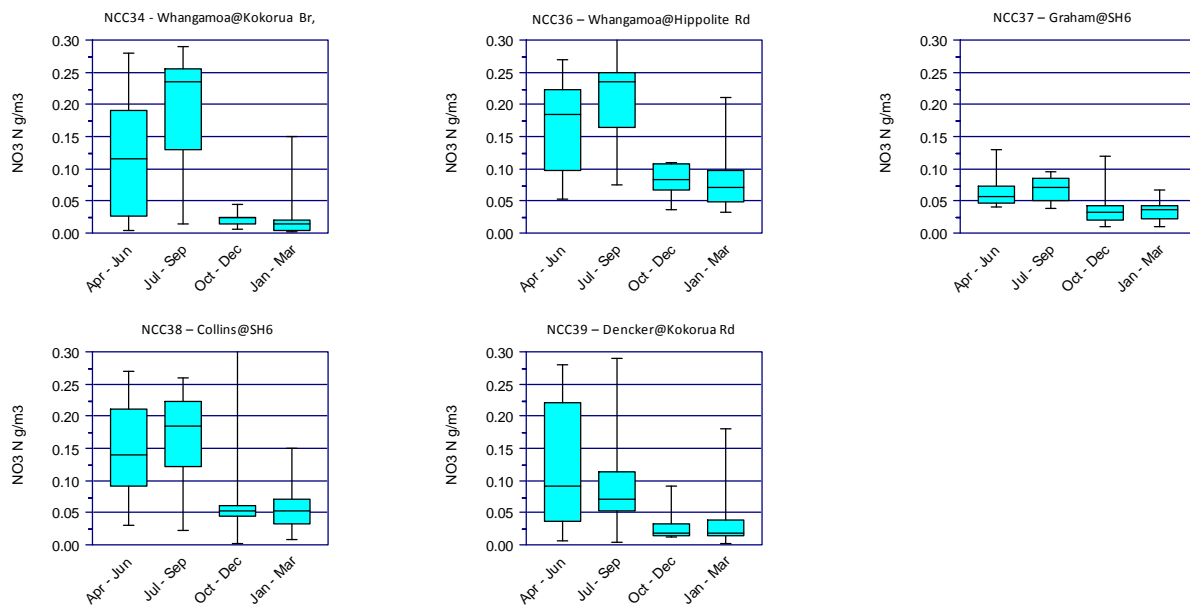 NCC34 - Whangamoa@Kokorua Br,
NO3 N g/m3
0.30
0.25
0.20
0.15
0.10
0.05
0.00
Apr - Jun
Jul - Sep
Oct - Dec
Jan - Mar
NCC36 – Whangamoa@Hippolite Rd
NO3 N g/m3
0.30
0.25
0.20
0.15
0.10
0.05
0.00
Apr - Jun
Jul - Sep
Oct - Dec
Jan - Mar
NCC37 – Graham@SH6
NO3 N g/m3
0.30
0.25
0.20
0.15
0.10
0.05
0.00
Apr - Jun
Jul - Sep
Oct - Dec
Jan - Mar
NCC38 – Collins@SH6
NO3 N g/m3
0.30
0.25
0.20
0.15
0.10
0.05
0.00
Apr - Jun
Jul - Sep
Oct - Dec
Jan - Mar
NCC39 – Dencker@Kokorua Rd
NO3 N g/m3
0.30
0.25
0.20
0.15
0.10
0.05
0.00
Apr - Jun
Jul - Sep
Oct - Dec
Jan - Mar